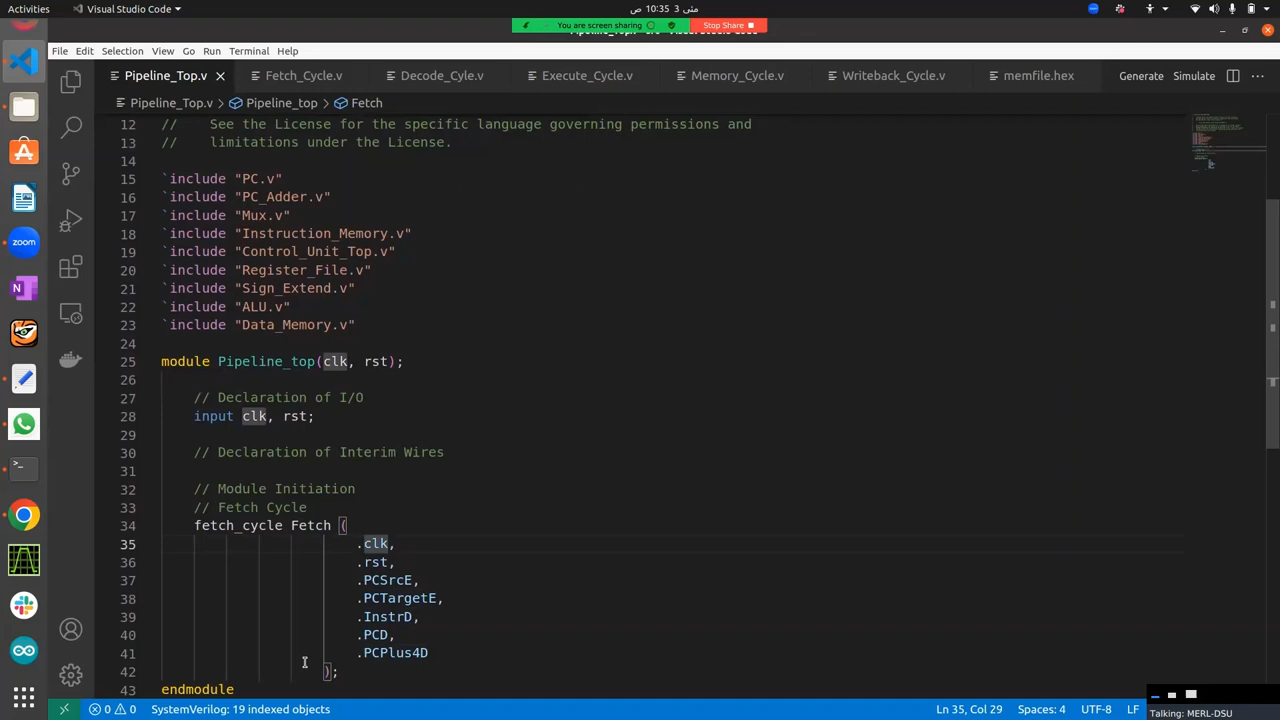 Activities
Visual Studio Code
مئی 3 10:35 ص
You are screen sharing
Stop Share
File Edit Selection View Go Run Terminal Help
Pipeline_Top.v
Fetch_Cycle.v
Decode_Cyle.v
Execute_Cycle.v
Memory_Cycle.v
Writeback_Cycle.v
memfile.hex
Generate Simulate
Pipeline_Top.v > Pipeline_top > Fetch
12 // See the License for the specific language governing permissions and
13 // limitations under the License.
14
15 `include "PC.v"
16 `include "PC_Adder.v"
17 `include "Mux.v"
18 `include "Instruction_Memory.v"
19 `include "Control_Unit_Top.v"
20 `include "Register_File.v"
21 `include "Sign_Extend.v"
22 `include "ALU.v"
23 `include "Data_Memory.v"
24
25 module Pipeline_top(clk, rst);
26
27 // Declaration of I/O
28 input clk, rst;
29
30 // Declaration of Interim Wires
31
32 // Module Initiation
33 // Fetch Cycle
34 fetch_cycle Fetch (
35 .clk,
36 .rst,
37 .PCSrcE,
38 .PCTargetE,
39 .InstrD,
40 .PCD,
41 .PCPlus4D
42 );
43 endmodule
zoom
0 0 SystemVerilog: 19 indexed objects
Ln 35, Col 29 Spaces: 4 UTF-8 LF
Talking: MERL-DSU